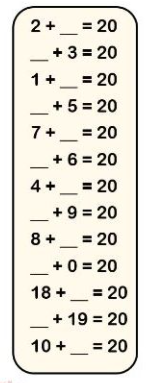 2 + __ = 20
__ + 3 = 20
1 + __ = 20
__ + 5 = 20
7 + __ = 20
__ + 6 = 20
4 + __ = 20
__ + 9 = 20
8 + __ = 20
__ + 0 = 20
18 + __ = 20
__ + 19 = 20
10 + __ = 20